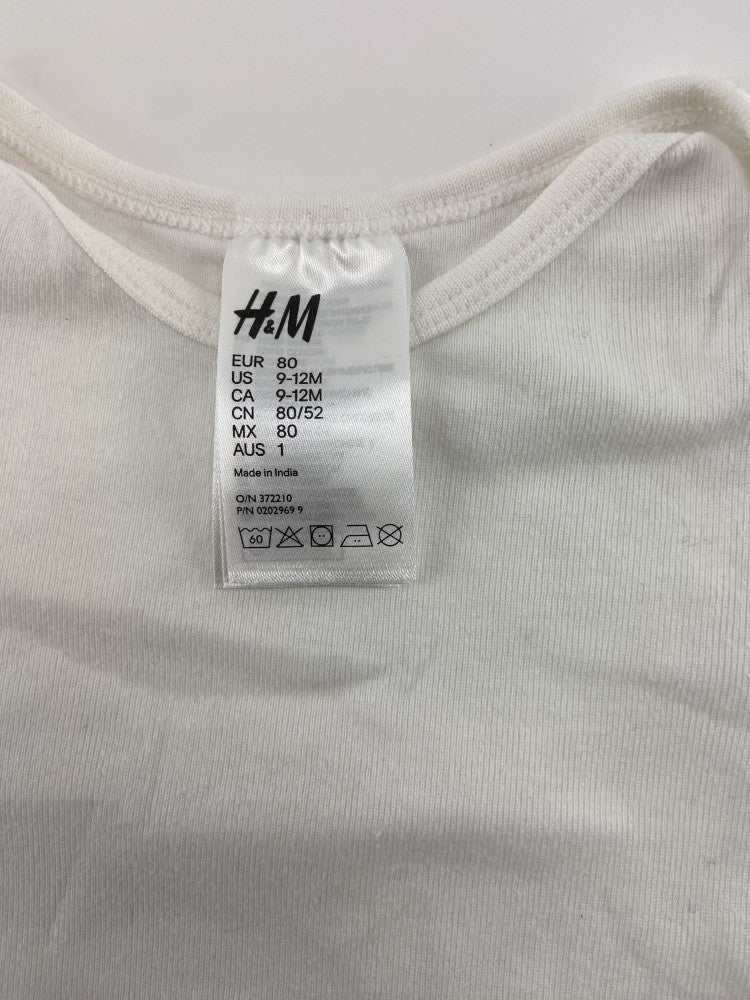 H&M
EUR 80
US 9-12M
CA 9-12M
CN 80/52
MX 80
AUS 1
Made in India
O/N 372210
P/N 0202969 9
60